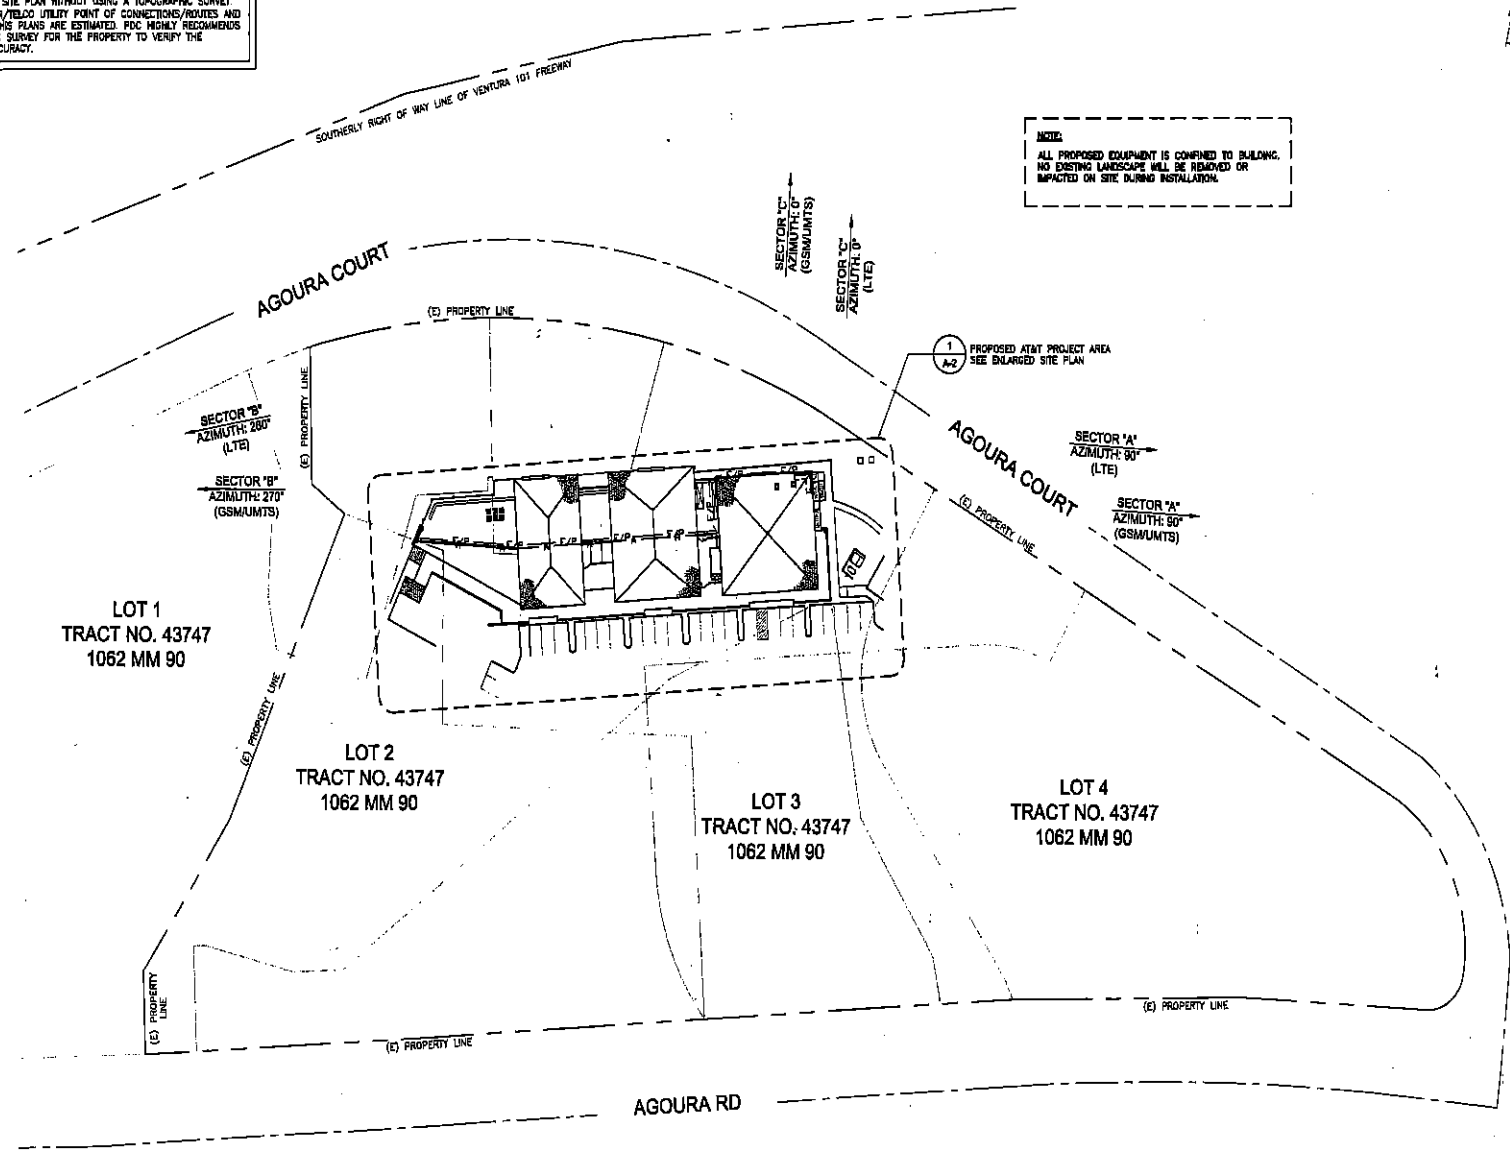 SITE PLAN WITHOUT USING A TOPOGRAPHIC SURVEY.
/TELCO UTILITY POINT OF CONNECTIONS/ROUTES AND
THIS PLANS ARE ESTIMATED. PDC HIGHLY RECOMMENDS
SURVEY FOR THE PROPERTY TO VERIFY THE
SOUTHERLY RIGHT OF WAY LINE OF VENTURA 101 FREEWAY
NOTE:
ALL PROPOSED EQUIPMENT IS CONFINED TO BUILDING.
NO EXISTING LANDSCAPE WILL BE REMOVED OR
IMPACTED ON SITE DURING INSTALLATION.
SECTOR "C"
AZIMUTH: 0°
(GSM/UMTS)
SECTOR "C"
AZIMUTH: 0°
(LTE)
AGOURA COURT
(E) PROPERTY LINE
1
A-2
PROPOSED AT&T PROJECT AREA
SEE ENLARGED SITE PLAN
(E) PROPERTY LINE
SECTOR "B"
AZIMUTH: 280°
(LTE)
SECTOR "B"
AZIMUTH: 270°
(GSM/UMTS)
AGOURA COURT
SECTOR "A"
AZIMUTH: 90°
(LTE)
SECTOR "A"
AZIMUTH: 90°
(GSM/UMTS)
(E) PROPERTY LINE
LOT 1
TRACT NO. 43747
1062 MM 90
(E) PROPERTY LINE
LOT 2
TRACT NO. 43747
1062 MM 90
LOT 3
TRACT NO. 43747
1062 MM 90
LOT 4
TRACT NO. 43747
1062 MM 90
(E) PROPERTY
LINE
(E) PROPERTY LINE
(E) PROPERTY LINE
AGOURA RD